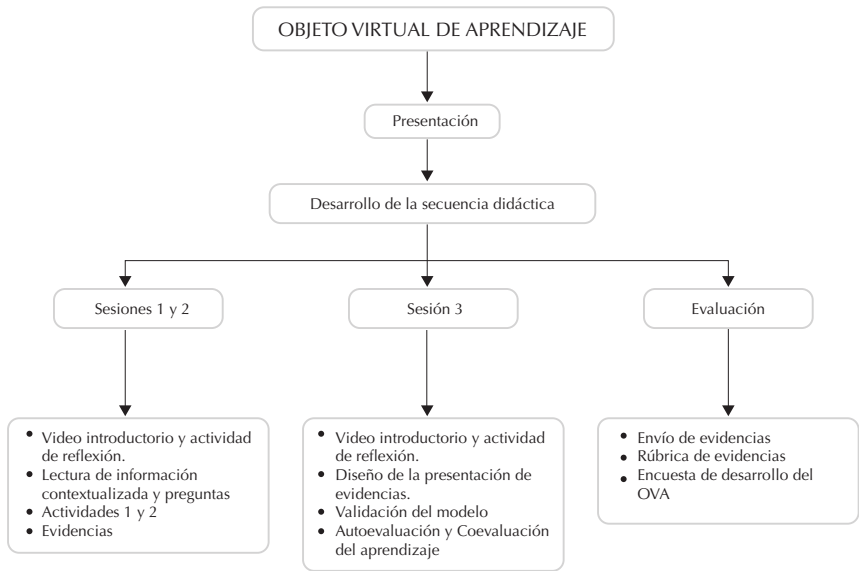 OBJETO VIRTUAL DE APRENDIZAJE
Presentación
Desarrollo de la secuencia didáctica
Sesiones 1 y 2
Sesión 3
Evaluación
• Video introductorio y actividad
de reflexión.
• Lectura de información
contextualizada y preguntas
• Actividades 1 y 2
• Evidencias
• Video introductorio y actividad
de reflexión.
• Diseño de la presentación de
evidencias.
• Validación del modelo
• Autoevaluación y Coevaluación
del aprendizaje
• Envío de evidencias
• Rúbrica de evidencias
• Encuesta de desarrollo del
OVA